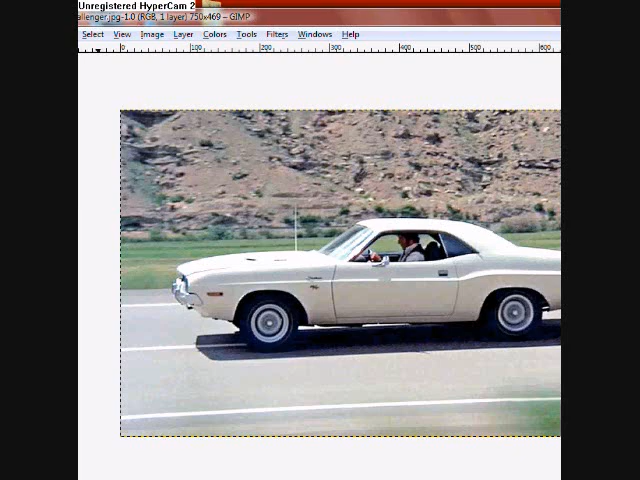 Unregistered HyperCam 2
allenger.jpg-1.0 (RGB, 1 layer) 750x469 – GIMP
Select View Image Layer Colors Tools Filters Windows Help
0 100 200 300 400 500 600